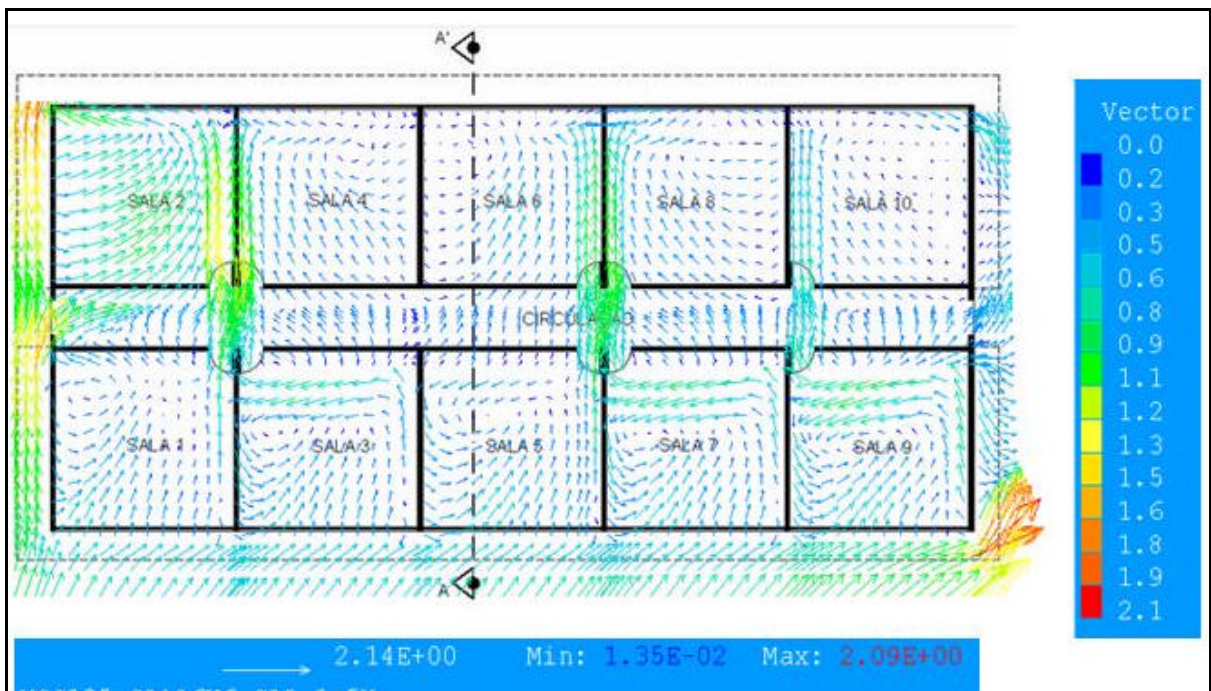 A'
Vector
0.0
0.2
0.3
0.5
0.6
0.8
0.9
1.1
1.2
1.3
1.5
1.6
1.8
1.9
2.1
SALA 2
SALA 4
SALA 6
SALA 8
SALA 10
SALA 1
SALA 3
SALA 5
SALA 7
SALA 9
A
2.14E+00 Min: 1.35E-02 Max: 2.09E+00